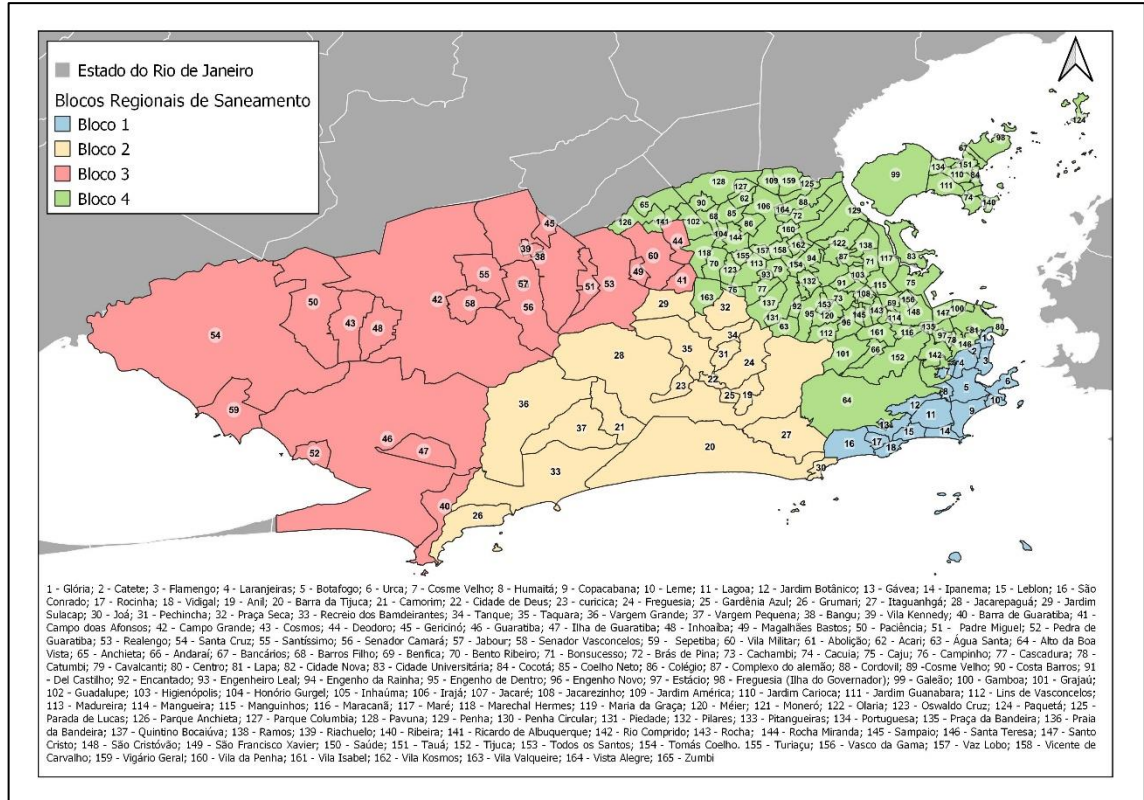 Estado do Rio de Janeiro
Blocos Regionais de Saneamento
Bloco 1
Bloco 2
Bloco 3
Bloco 4
1 - Glória; 2 - Catete; 3 - Flamengo; 4 - Laranjeiras; 5 - Botafogo; 6 - Urca; 7 - Cosme Velho; 8 - Humaitá; 9 - Copacabana; 10 - Leme; 11 - Lagoa; 12 - Jardim Botânico; 13 - Gávea; 14 - Ipanema; 15 - Leblon; 16 - São
Conrado; 17 - Rocinha; 18 - Vidigal; 19 - Anil; 20 - Barra da Tijuca; 21 - Camorim; 22 - Cidade de Deus; 23 - curicica; 24 - Freguesia; 25 - Gardênia Azul; 26 - Grumari; 27 - Itaguanhgá; 28 - Jacarepaguá; 29 - Jardim
Sulacap; 30 - Joá; 31 - Pechincha; 32 - Praça Seca; 33 - Recreio dos Bamdeirantes; 34 - Tanque; 35 - Taquara; 36 - Vargem Grande; 37 - Vargem Pequena; 38 - Bangu; 39 - Vila Kennedy; 40 - Barra de Guaratiba; 41 -
Campo doas Afonsos; 42 - Campo Grande; 43 - Cosmos; 44 - Deodoro; 45 - Gericinó; 46 - Guaratiba; 47 - Ilha de Guaratiba; 48 - Inhoaíba; 49 - Magalhães Bastos; 50 - Paciência; 51 - Padre Miguel; 52 - Pedra de
Guaratiba; 53 - Realengo; 54 - Santa Cruz; 55 - Santíssimo; 56 - Senador Camará; 57 - Jabour; 58 - Senador Vasconcelos; 59 - Sepetiba; 60 - Vila Militar; 61 - Abolição; 62 - Acari; 63 - Água Santa; 64 - Alto da Boa
Vista; 65 - Anchieta; 66 - Andaraí; 67 - Bancários; 68 - Barros Filho; 69 - Benfica; 70 - Bento Ribeiro; 71 - Bonsucesso; 72 - Brás de Pina; 73 - Cachambi; 74 - Cacuia; 75 - Caju; 76 - Campinho; 77 - Cascadura; 78 -
Catumbi; 79 - Cavalcanti; 80 - Centro; 81 - Lapa; 82 - Cidade Nova; 83 - Cidade Universitária; 84 - Cocotá; 85 - Coelho Neto; 86 - Colégio; 87 - Complexo do alemão; 88 - Cordovil; 89 -Cosme Velho; 90 - Costa Barros; 91
- Del Castilho; 92 - Encantado; 93 - Engenheiro Leal; 94 - Engenho da Rainha; 95 - Engenho de Dentro; 96 - Engenho Novo; 97 - Estácio; 98 - Freguesia (Ilha do Governador); 99 - Galeão; 100 - Gamboa; 101 - Grajaú;
102 - Guadalupe; 103 - Higienópolis; 104 - Honório Gurgel; 105 - Inhaúma; 106 - Irajá; 107 - Jacaré; 108 - Jacarezinho; 109 - Jardim América; 110 - Jardim Carioca; 111 - Jardim Guanabara; 112 - Lins de Vasconcelos;
113 - Madureira; 114 - Mangueira; 115 - Manguinhos; 116 - Maracanã; 117 - Maré; 118 - Marechal Hermes; 119 - Maria da Graça; 120 - Méier; 121 - Moneró; 122 - Olaria; 123 - Oswaldo Cruz; 124 - Paquetá; 125 -
Parada de Lucas; 126 - Parque Anchieta; 127 - Parque Columbia; 128 - Pavuna; 129 - Penha; 130 - Penha Circular; 131 - Piedade; 132 - Pilares; 133 - Pitangueiras; 134 - Portuguesa; 135 - Praça da Bandeira; 136 - Praia
da Bandeira; 137 - Quintino Bocaiúva; 138 - Ramos; 139 - Riachuelo; 140 - Ribeira; 141 - Ricardo de Albuquerque; 142 - Rio Comprido; 143 - Rocha; 144 - Rocha Miranda; 145 - Sampaio; 146 - Santa Teresa; 147 - Santo
Cristo; 148 - São Cristóvão; 149 - São Francisco Xavier; 150 - Saúde; 151 - Tauá; 152 - Tijuca; 153 - Todos os Santos; 154 - Tomás Coelho. 155 - Turiaçu; 156 - Vasco da Gama; 157 - Vaz Lobo; 158 - Vicente de
Carvalho; 159 - Vigário Geral; 160 - Vila da Penha; 161 - Vila Isabel; 162 - Vila Kosmos; 163 - Vila Valqueire; 164 - Vista Alegre; 165 - Zumbi